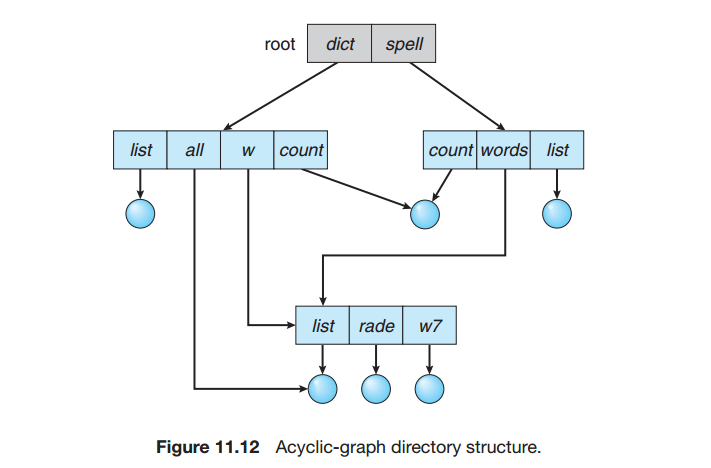 root dict spell
list all w count count words list
list rade w7
Figure 11.12 Acyclic-graph directory structure.